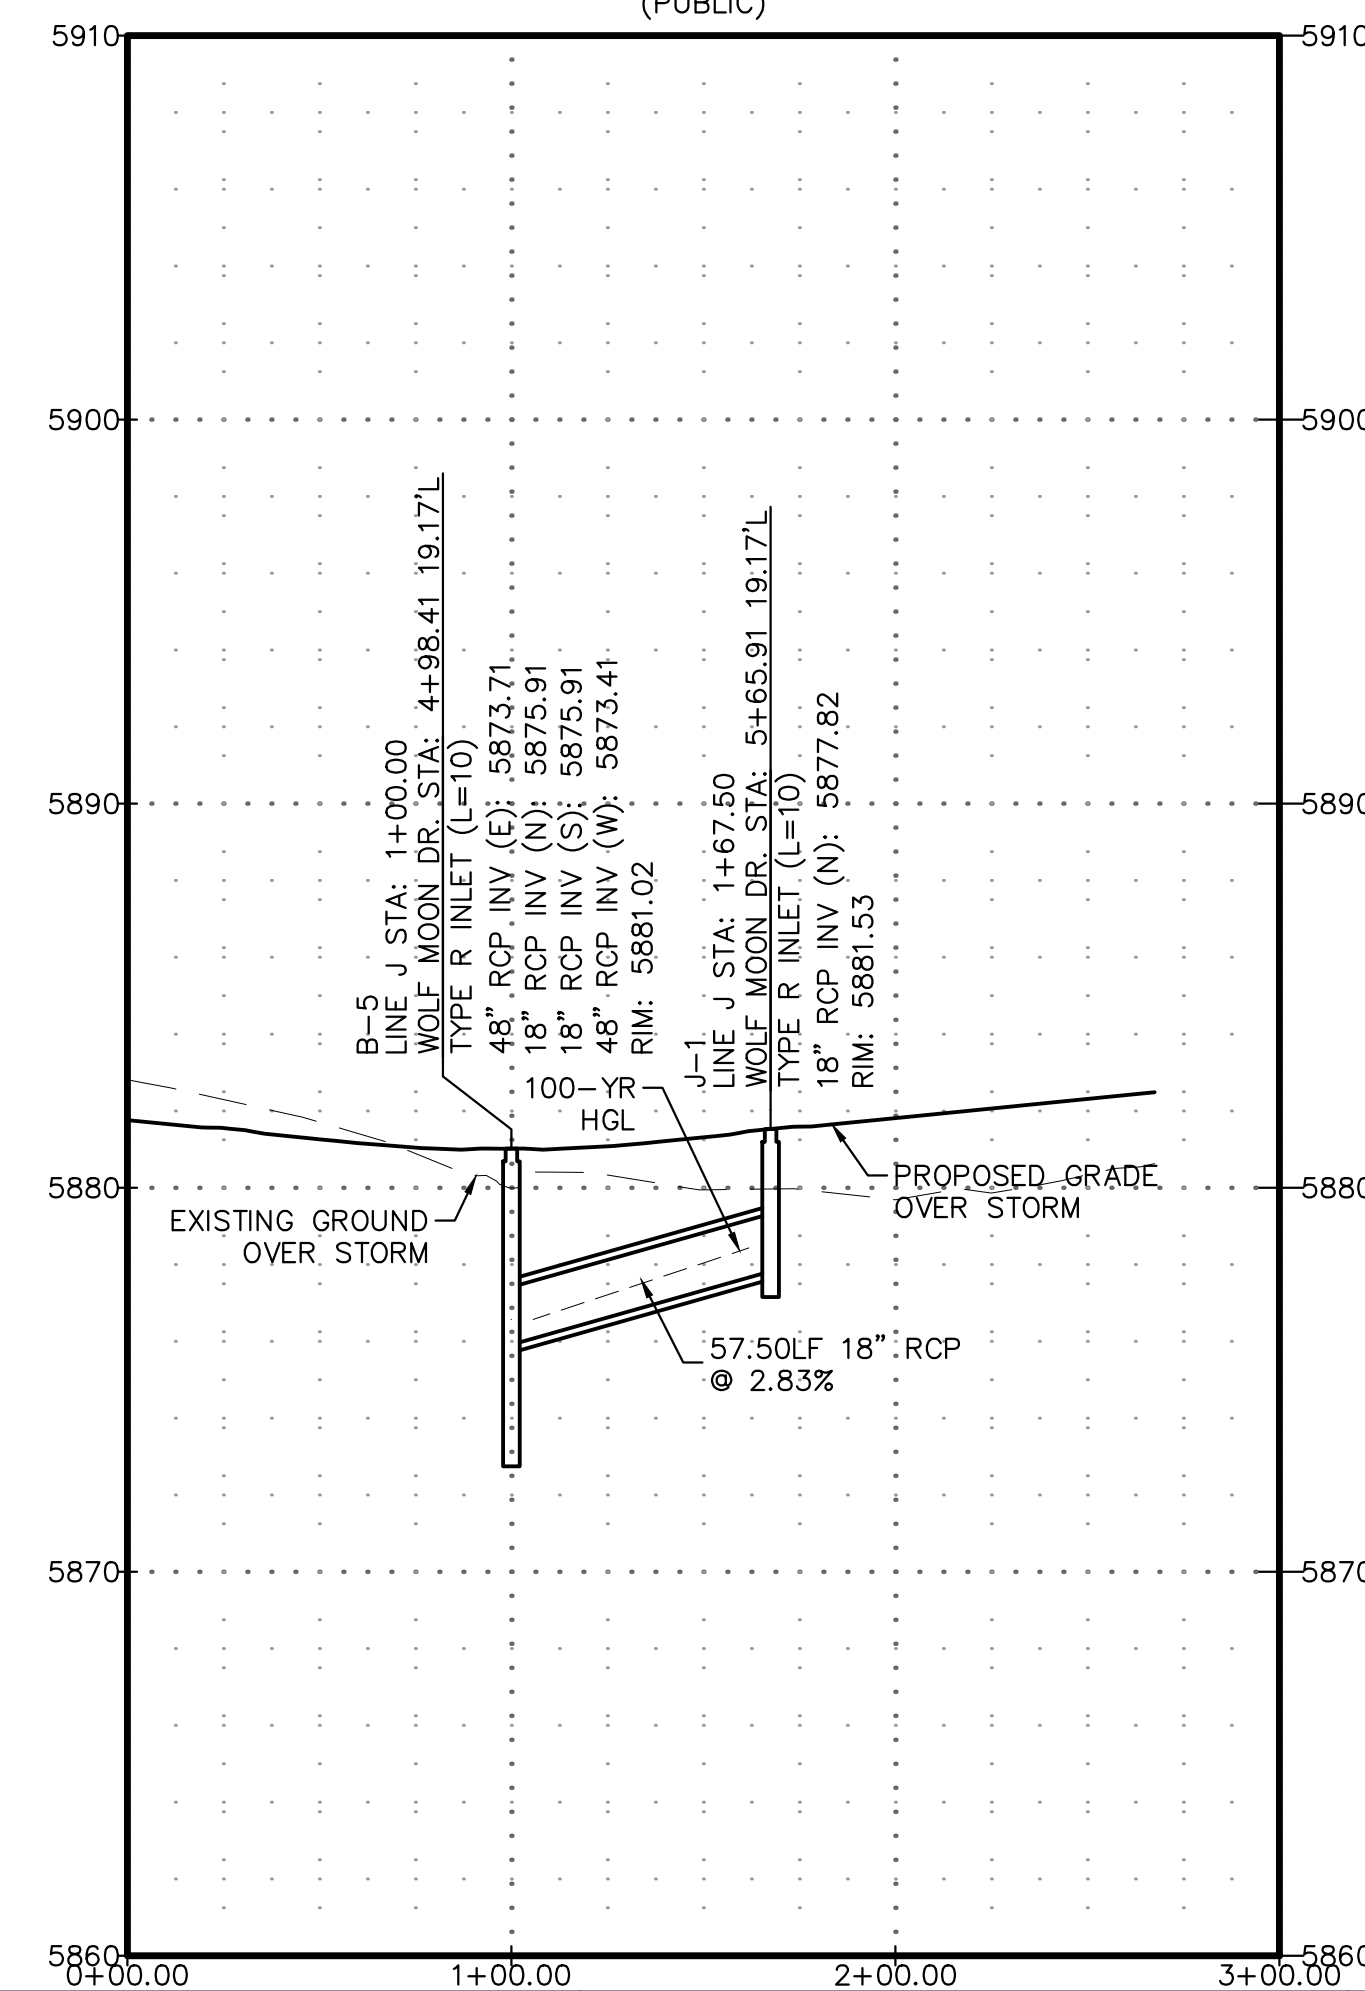 (PUBLIC)
5910
5910
5900
5900
5890
5890
5880
5880
5870
5870
5860
5860
0+00.00
1+00.00
2+00.00
3+00.00
B-5
LINE J STA: 1+00.00
WOLF MOON DR. STA: 4+98.41 19.17'L
TYPE R INLET (L=10)
48" RCP INV (E): 5873.71
18" RCP INV (N): 5875.91
18" RCP INV (S): 5875.91
48" RCP INV (W): 5873.41
RIM: 5881.02
J-1
LINE J STA: 1+67.50
WOLF MOON DR. STA: 5+65.91 19.17'L
TYPE R INLET (L=10)
18" RCP INV (N): 5877.82
RIM: 5881.53
100-YR
HGL
EXISTING GROUND
OVER STORM
PROPOSED GRADE
OVER STORM
57.50LF 18" RCP
@ 2.83%